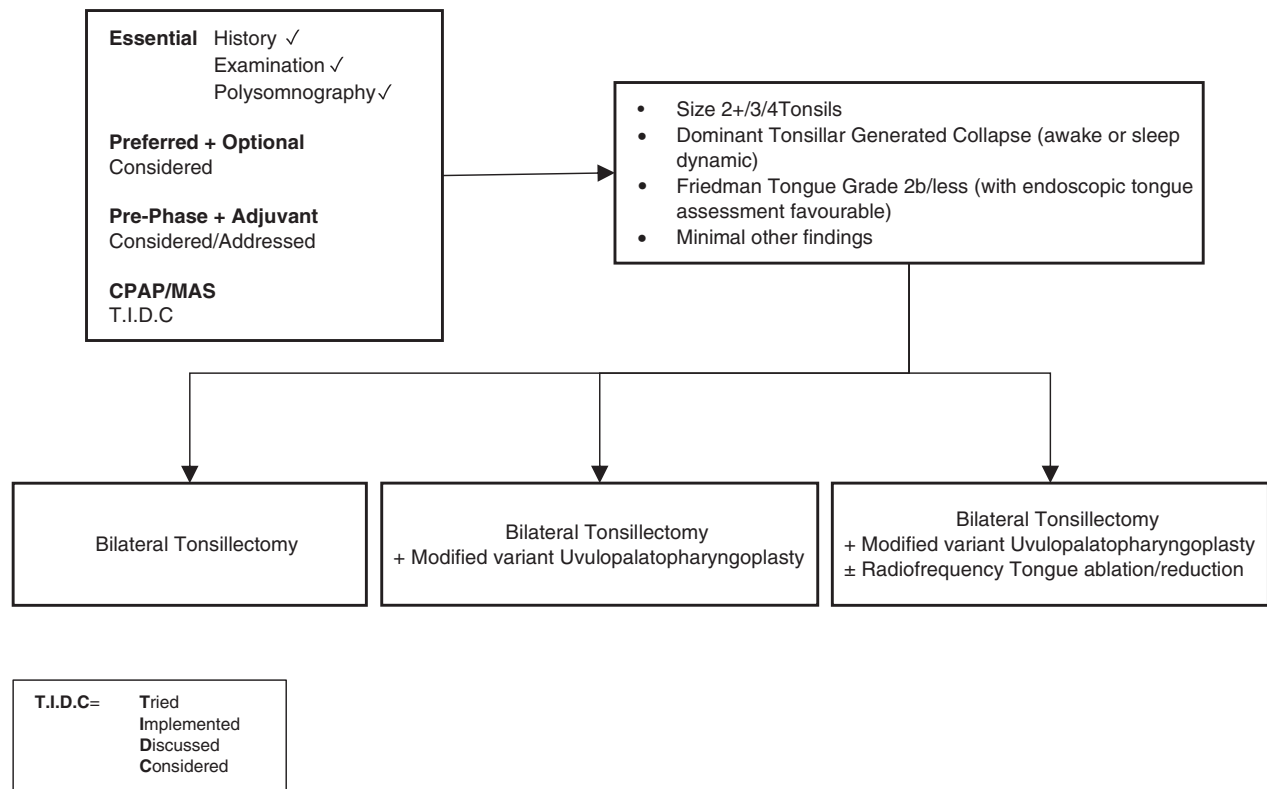 Essential History ✓
Examination ✓
Polysomnography ✓
Preferred + Optional
Considered
Pre-Phase + Adjuvant
Considered/Addressed
CPAP/MAS
T.I.D.C
• Size 2+/3/4Tonsils
• Dominant Tonsillar Generated Collapse (awake or sleep
dynamic)
• Friedman Tongue Grade 2b/less (with endoscopic tongue
assessment favourable)
• Minimal other findings
Bilateral Tonsillectomy
Bilateral Tonsillectomy
+ Modified variant Uvulopalatopharyngoplasty
Bilateral Tonsillectomy
+ Modified variant Uvulopalatopharyngoplasty
± Radiofrequency Tongue ablation/reduction
T.I.D.C= Tried
Implemented
Discussed
Considered